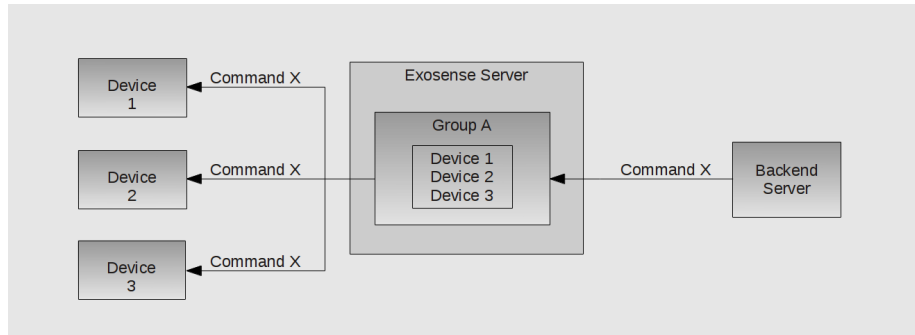 Device
1
Command X
Device
2
Command X
Device
3
Command X
Exosense Server
Group A
Device 1
Device 2
Device 3
Command X
Backend
Server